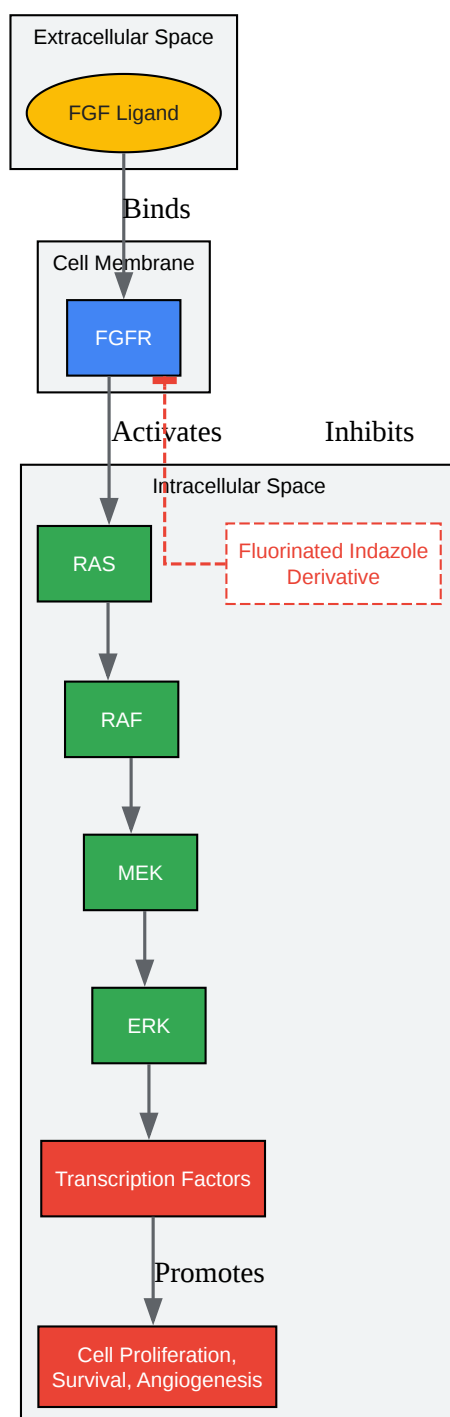 Extracellular Space
FGF Ligand
Binds
Cell Membrane
FGFR
Activates
Inhibits
Intracellular Space
RAS
Fluorinated Indazole
Derivative
RAF
MEK
ERK
Transcription Factors
Promotes
Cell Proliferation,
Survival, Angiogenesis